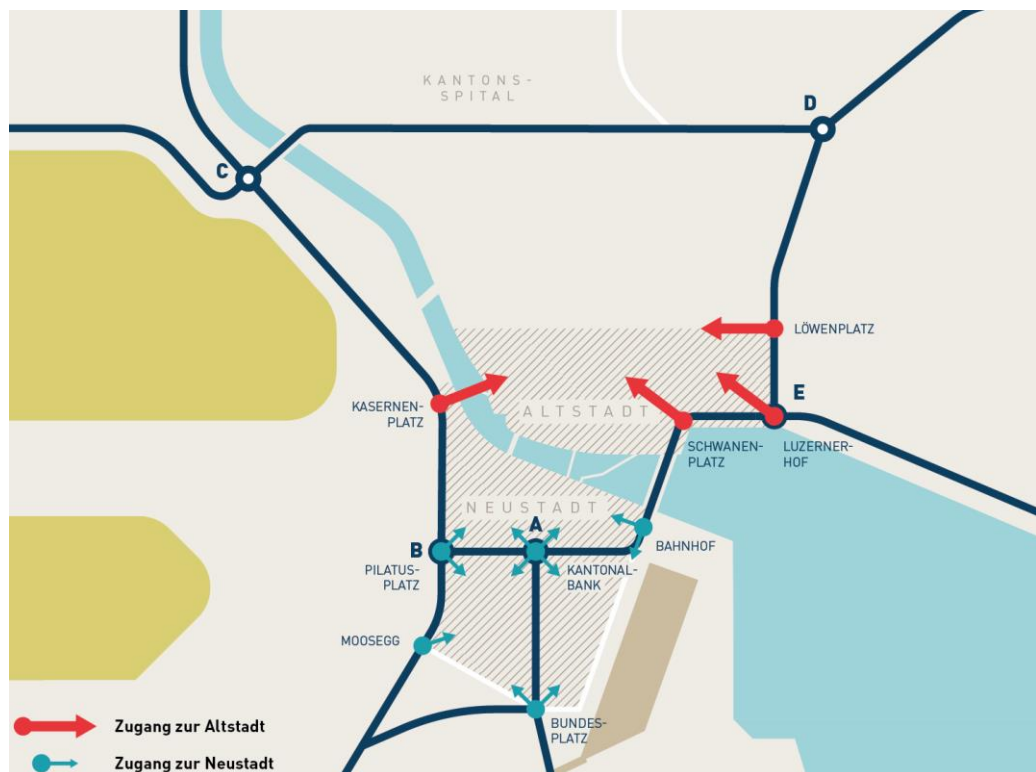 KANTONS-
SPITAL
D
C
LÖWENPLATZ
E
KASERNEN-
PLATZ
ALTSTADT
SCHWANEN-
PLATZ
LUZERNER-
HOF
NEUSTADT
A
B
BAHNHOF
PILATUS-
PLATZ
KANTONAL-
BANK
MOOSEGG
BUNDES-
PLATZ
Zugang zur Altstadt
Zugang zur Neustadt